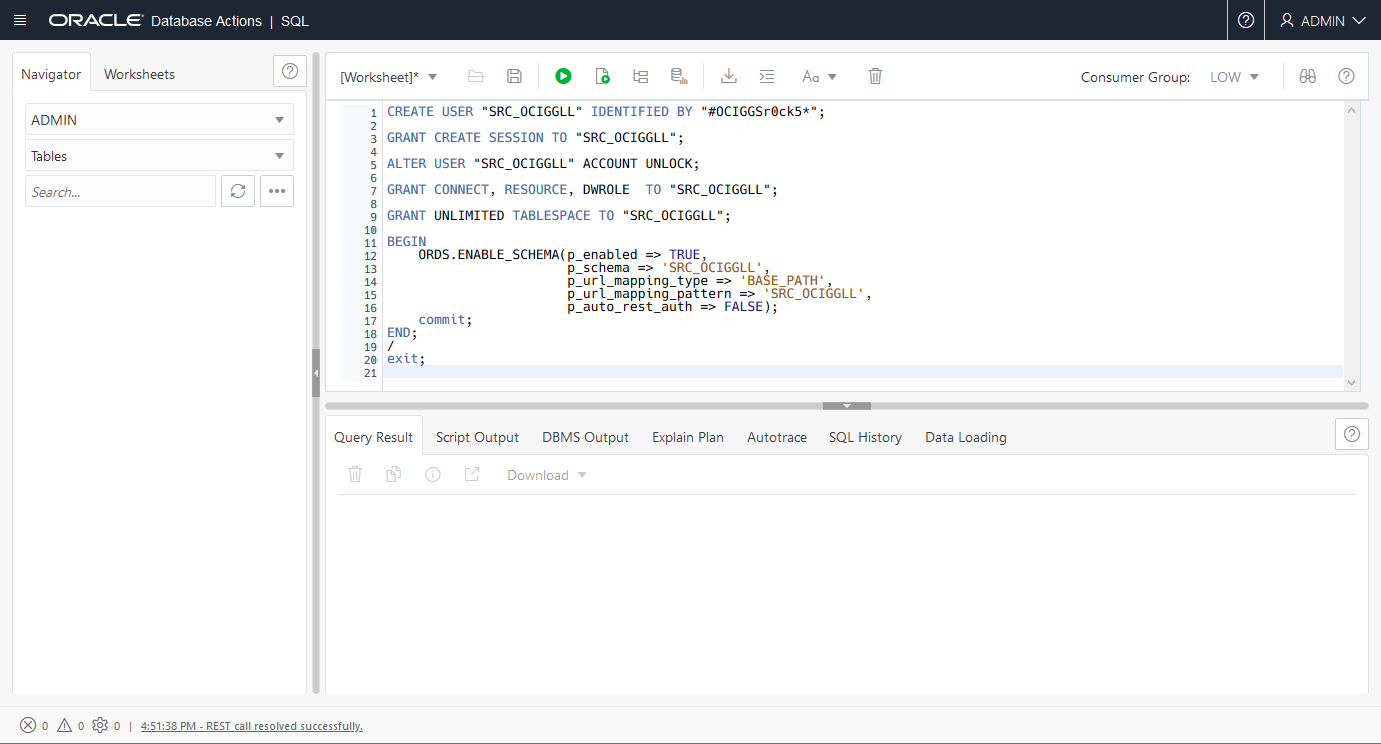 ORACLE Database Actions | SQL
ADMIN
Navigator
Worksheets
ADMIN
Tables
Search...
[Worksheet]*
Aa
Consumer Group: LOW
1 CREATE USER "SRC_OCIGGLL" IDENTIFIED BY "#OCIGGSr0ck5*";
2
3 GRANT CREATE SESSION TO "SRC_OCIGGLL";
4
5 ALTER USER "SRC_OCIGGLL" ACCOUNT UNLOCK;
6
7 GRANT CONNECT, RESOURCE, DWROLE  TO "SRC_OCIGGLL";
8
9 GRANT UNLIMITED TABLESPACE TO "SRC_OCIGGLL";
10
11 BEGIN
12     ORDS.ENABLE_SCHEMA(p_enabled => TRUE,
13                        p_schema => 'SRC_OCIGGLL',
14                        p_url_mapping_type => 'BASE_PATH',
15                        p_url_mapping_pattern => 'SRC_OCIGGLL',
16                        p_auto_rest_auth => FALSE);
17     commit;
18 END;
19 /
20 exit;
21
Query Result
Script Output
DBMS Output
Explain Plan
Autotrace
SQL History
Data Loading
Download
0 0 0 | 4:51:38 PM - REST call resolved successfully.